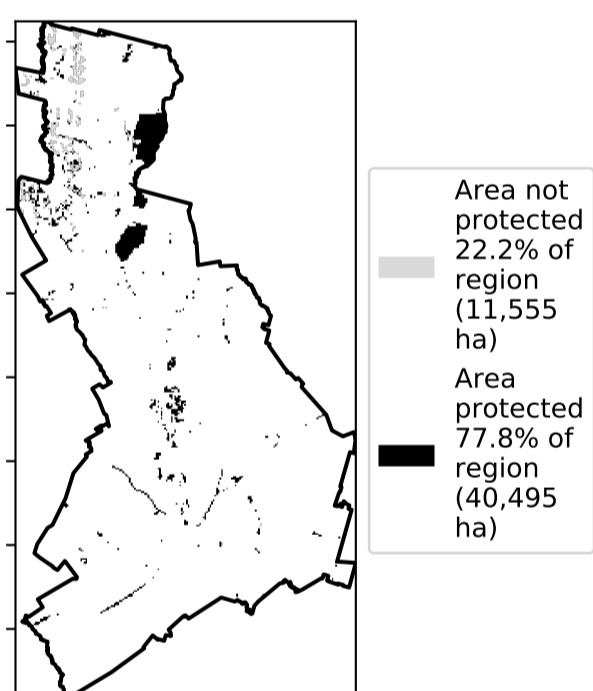 Area not
protected
22.2% of
region
(11,555
ha)
Area
protected
77.8% of
region
(40,495
ha)